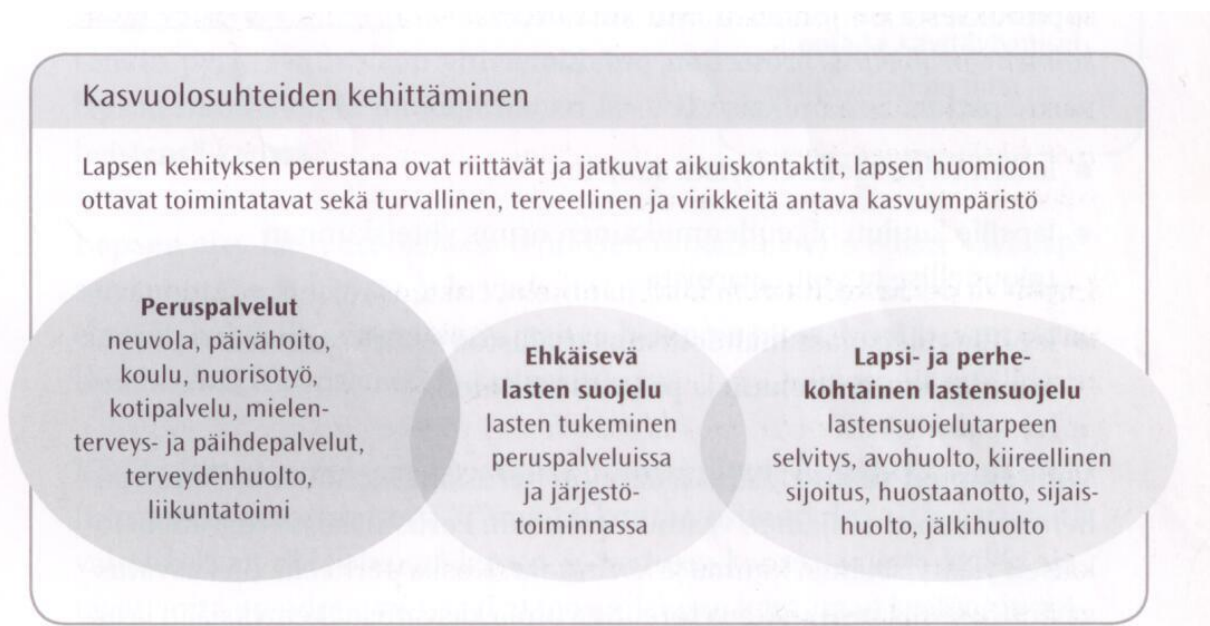 Kasvuolosuhteiden kehittäminen
Lapsen kehityksen perustana ovat riittävät ja jatkuvat aikuiskontaktit, lapsen huomioon
ottavat toimintatavat sekä turvallinen, terveellinen ja virikkeitä antava kasvuympäristö
Peruspalvelut
neuvola, päivähoito,
koulu, nuorisotyö,
kotipalvelu, mielen-
terveys- ja päihdepalvelut,
terveydenhuolto,
liikuntatoimi
Ehkäisevä
lasten suojelu
lasten tukeminen
peruspalveluissa
ja järjestö-
toiminnassa
Lapsi- ja perhe-
kohtainen lastensuojelu
lastensuojelutarpeen
selvitys, avohuolto, kiireellinen
sijoitus, huostaanotto, sijais-
huolto, jälkihuolto